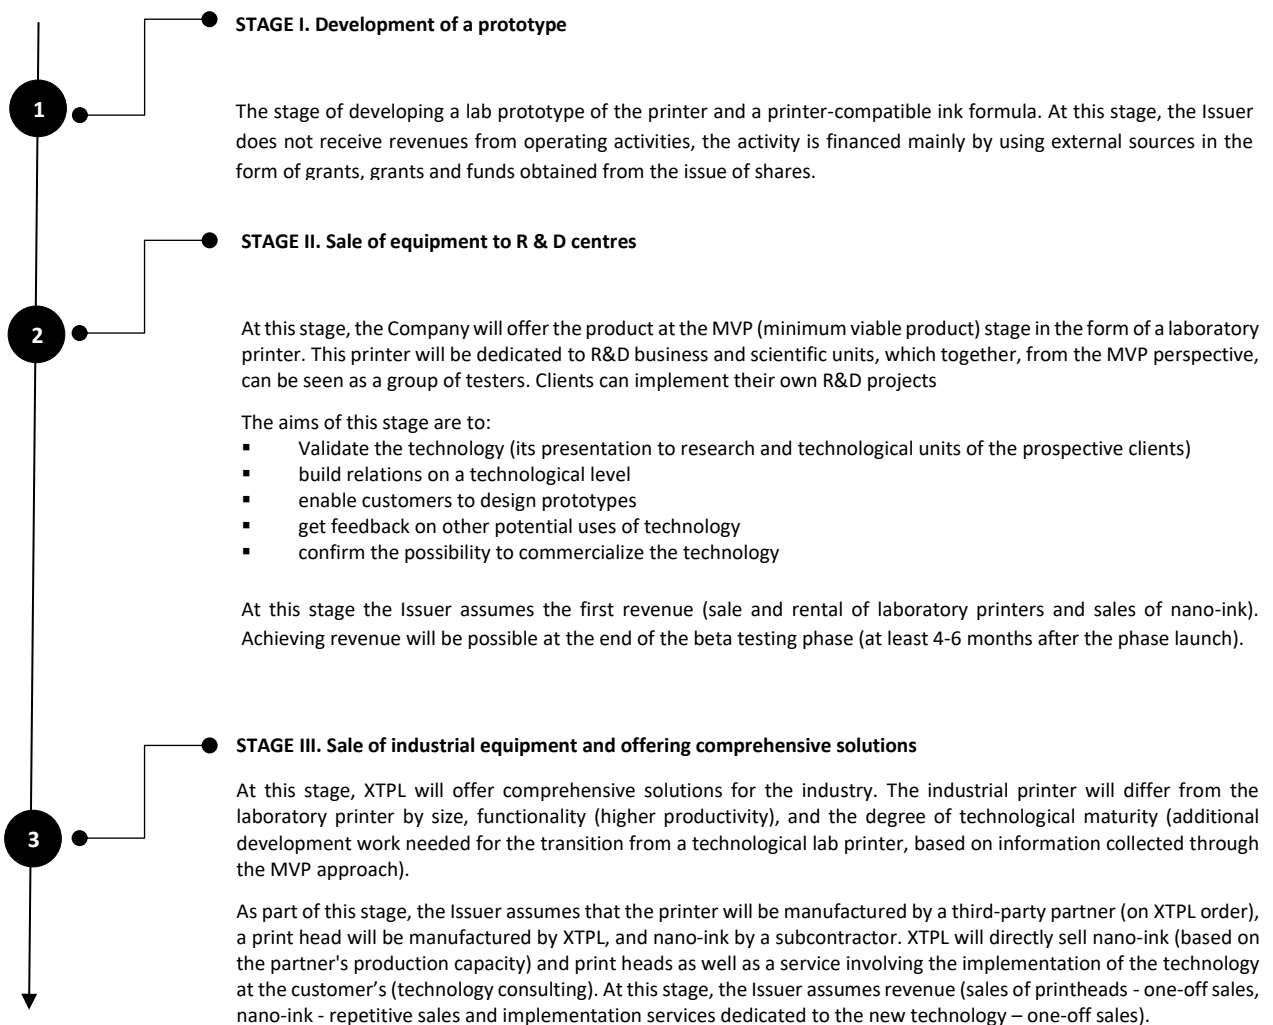 STAGE I. Development of a prototype
1
The stage of developing a lab prototype of the printer and a printer-compatible ink formula. At this stage, the Issuer
does not receive revenues from operating activities, the activity is financed mainly by using external sources in the
form of grants, grants and funds obtained from the issue of shares.
STAGE II. Sale of equipment to R & D centres
2
At this stage, the Company will offer the product at the MVP (minimum viable product) stage in the form of a laboratory
printer. This printer will be dedicated to R&D business and scientific units, which together, from the MVP perspective,
can be seen as a group of testers. Clients can implement their own R&D projects
The aims of this stage are to:
▪ Validate the technology (its presentation to research and technological units of the prospective clients)
▪ build relations on a technological level
▪ enable customers to design prototypes
▪ get feedback on other potential uses of technology
▪ confirm the possibility to commercialize the technology
At this stage the Issuer assumes the first revenue (sale and rental of laboratory printers and sales of nano-ink).
Achieving revenue will be possible at the end of the beta testing phase (at least 4-6 months after the phase launch).
STAGE III. Sale of industrial equipment and offering comprehensive solutions
3
At this stage, XTPL will offer comprehensive solutions for the industry. The industrial printer will differ from the
laboratory printer by size, functionality (higher productivity), and the degree of technological maturity (additional
development work needed for the transition from a technological lab printer, based on information collected through
the MVP approach).
As part of this stage, the Issuer assumes that the printer will be manufactured by a third-party partner (on XTPL order),
a print head will be manufactured by XTPL, and nano-ink by a subcontractor. XTPL will directly sell nano-ink (based on
the partner's production capacity) and print heads as well as a service involving the implementation of the technology
at the customer's (technology consulting). At this stage, the Issuer assumes revenue (sales of printheads - one-off sales,
nano-ink - repetitive sales and implementation services dedicated to the new technology – one-off sales).